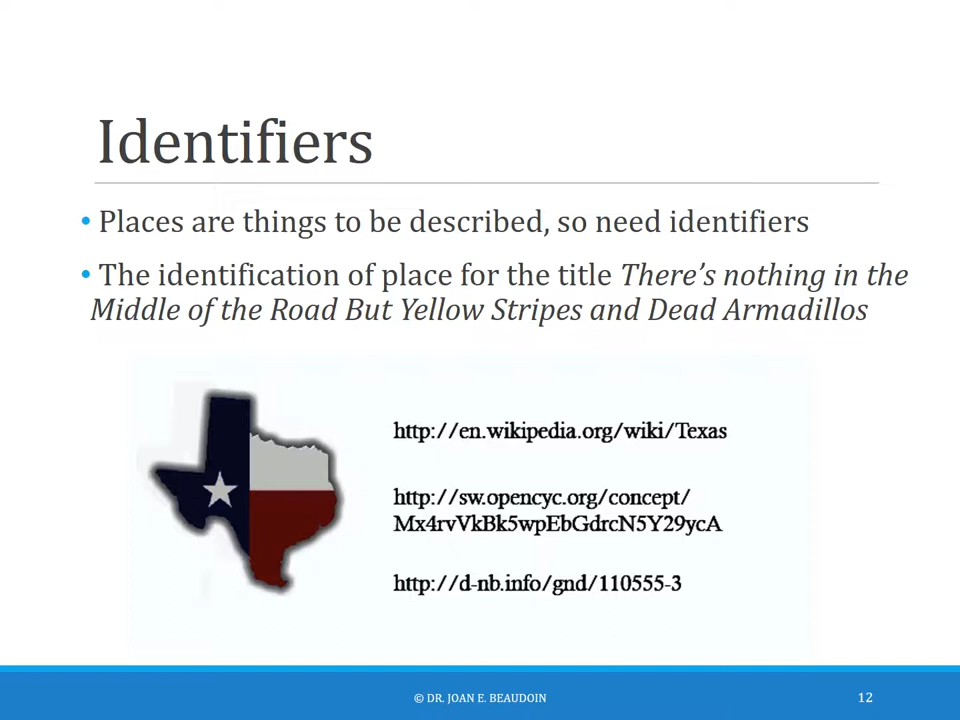 Identifiers
• Places are things to be described, so need identifiers
• The identification of place for the title There’s nothing in the
Middle of the Road But Yellow Stripes and Dead Armadillos
http://en.wikipedia.org/wiki/Texas
http://sw.opencyc.org/concept/
Mx4rvVkBk5wpEbGdrcN5Y29ycA
http://d-nb.info/gnd/110555-3
© DR. JOAN E. BEAUDOIN
12